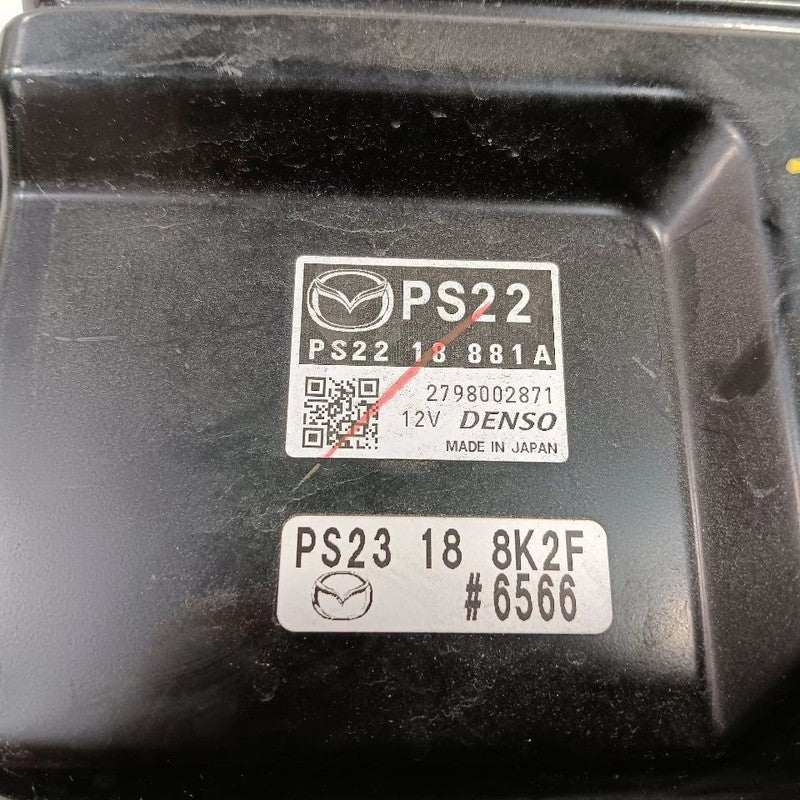 PS22
PS22 18 881A
2798002871
12V DENSO
MADE IN JAPAN
PS23 18 8K2F
#6566